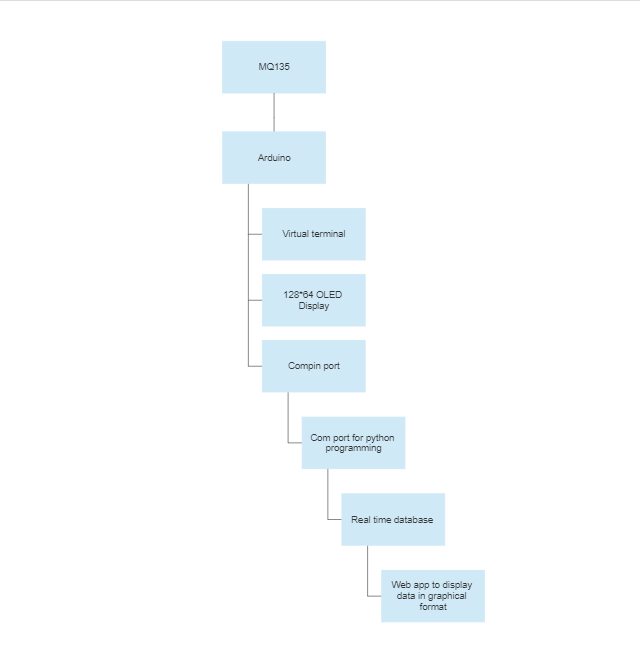 MQ135
Arduino
Virtual terminal
128*64 OLED
Display
Compin port
Com port for python
programming
Real time database
Web app to display
data in graphical
format